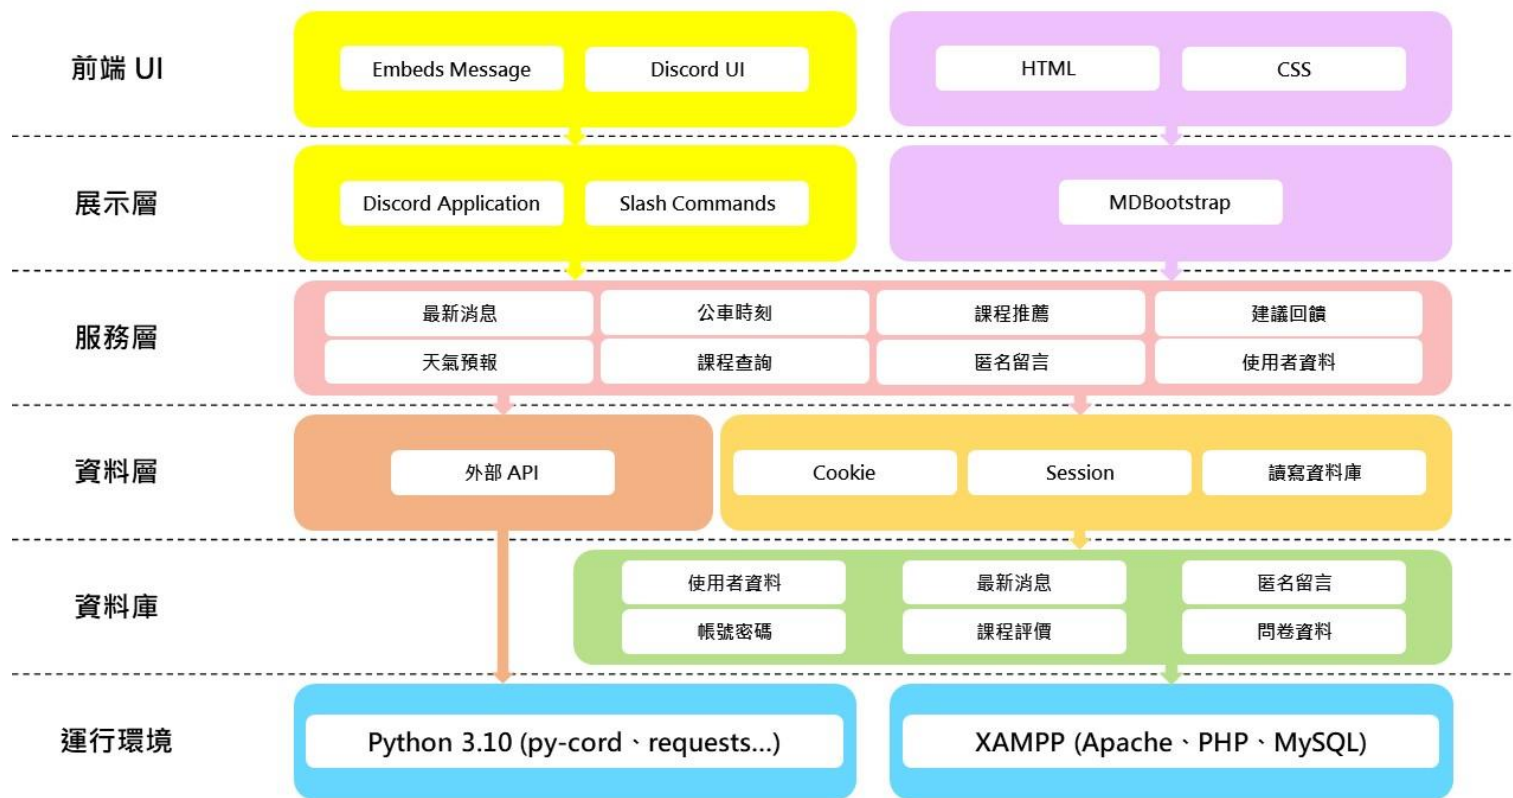 前端 UI
Embeds Message
Discord UI
HTML
CSS
展示層
Discord Application
Slash Commands
MDBootstrap
服務層
最新消息
公車時刻
課程推薦
建議回饋
天氣預報
課程查詢
匿名留言
使用者資料
資料層
外部 API
Cookie
Session
讀寫資料庫
資料庫
使用者資料
最新消息
匿名留言
帳號密碼
課程評價
問卷資料
運行環境
Python 3.10 (py-cord、requests...)
XAMPP (Apache、PHP、MySQL)